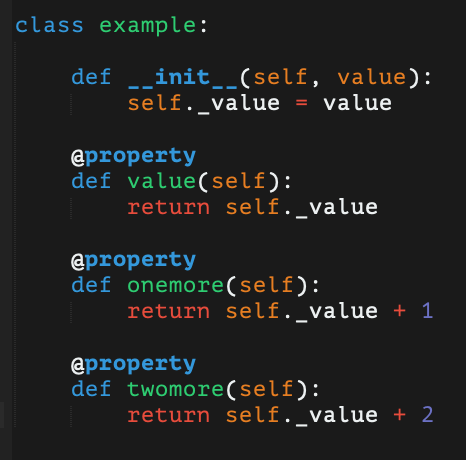 class example:
def __init__(self, value):
self._value = value
@property
def value(self):
return self._value
@property
def onemore(self):
return self._value + 1
@property
def twomore(self):
return self._value + 2